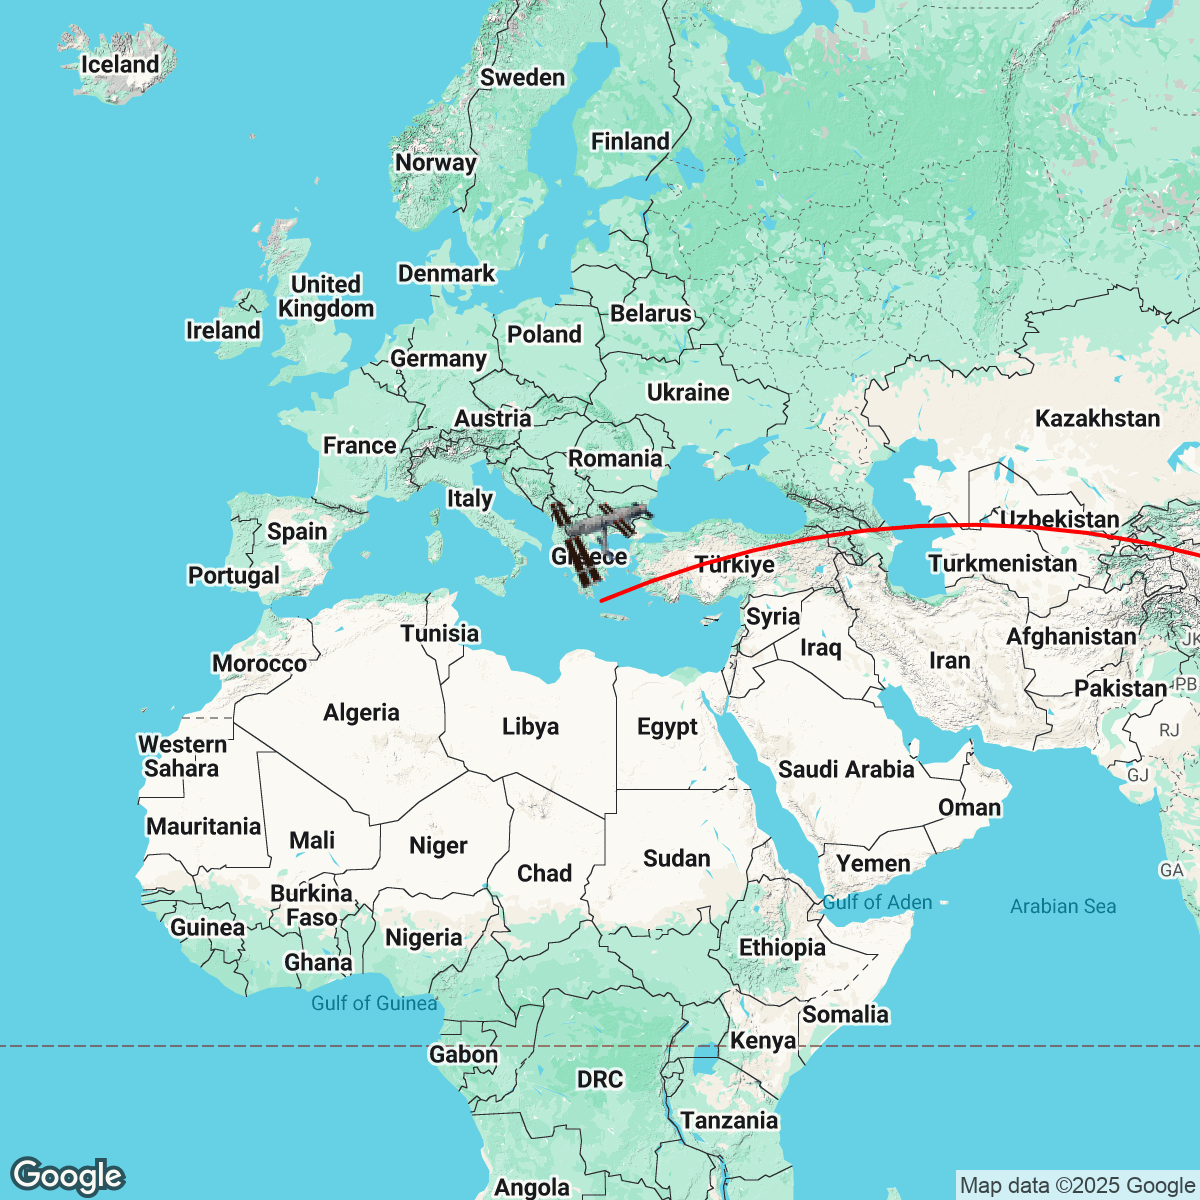 Iceland
Sweden
Finland
Norway
Denmark
United
Kingdom
Ireland
Belarus
Poland
Germany
Ukraine
Austria
Kazakhstan
France
Romania
Italy
Spain
Uzbekistan
Greece
Türkiye
Turkmenistan
Portugal
Syria
Tunisia
Afghanistan
JK
Iraq
Morocco
Iran
PB
Pakistan
Algeria
Libya
Egypt
RJ
Western
Sahara
Saudi Arabia
GJ
Oman
Mauritania
Mali
Niger
Sudan
Yemen
Chad
GA
Burkina
Faso
Gulf of Aden
Arabian Sea
Guinea
Nigeria
Ethiopia
Ghana
Gulf of Guinea
Somalia
Kenya
Gabon
DRC
Tanzania
Google
Angola
Map data ©2025 Google